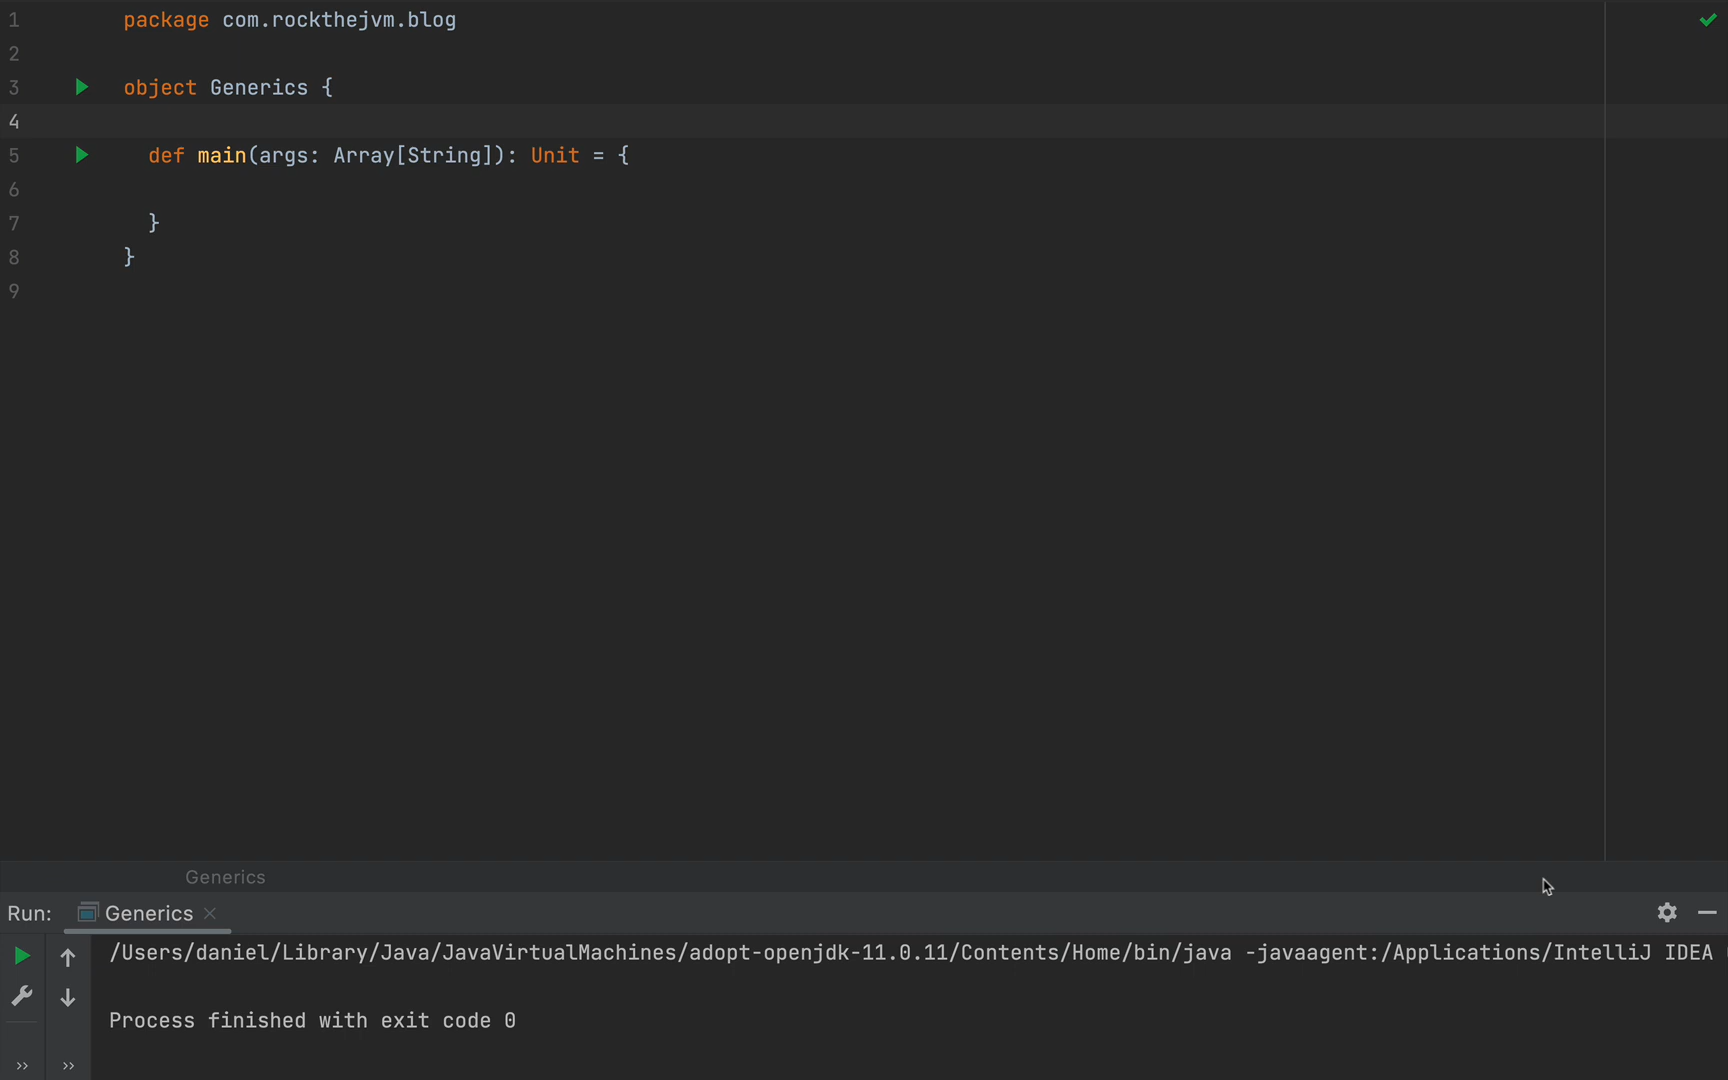 1 package com.rockthejvm.blog
2
3 object Generics {
4
5 def main(args: Array[String]): Unit = {
6
7 }
8 }
9
Generics
Run: Generics
/Users/daniel/Library/Java/JavaVirtualMachines/adopt-openjdk-11.0.11/Contents/Home/bin/java -javaagent:/Applications/IntelliJ IDEA
Process finished with exit code 0